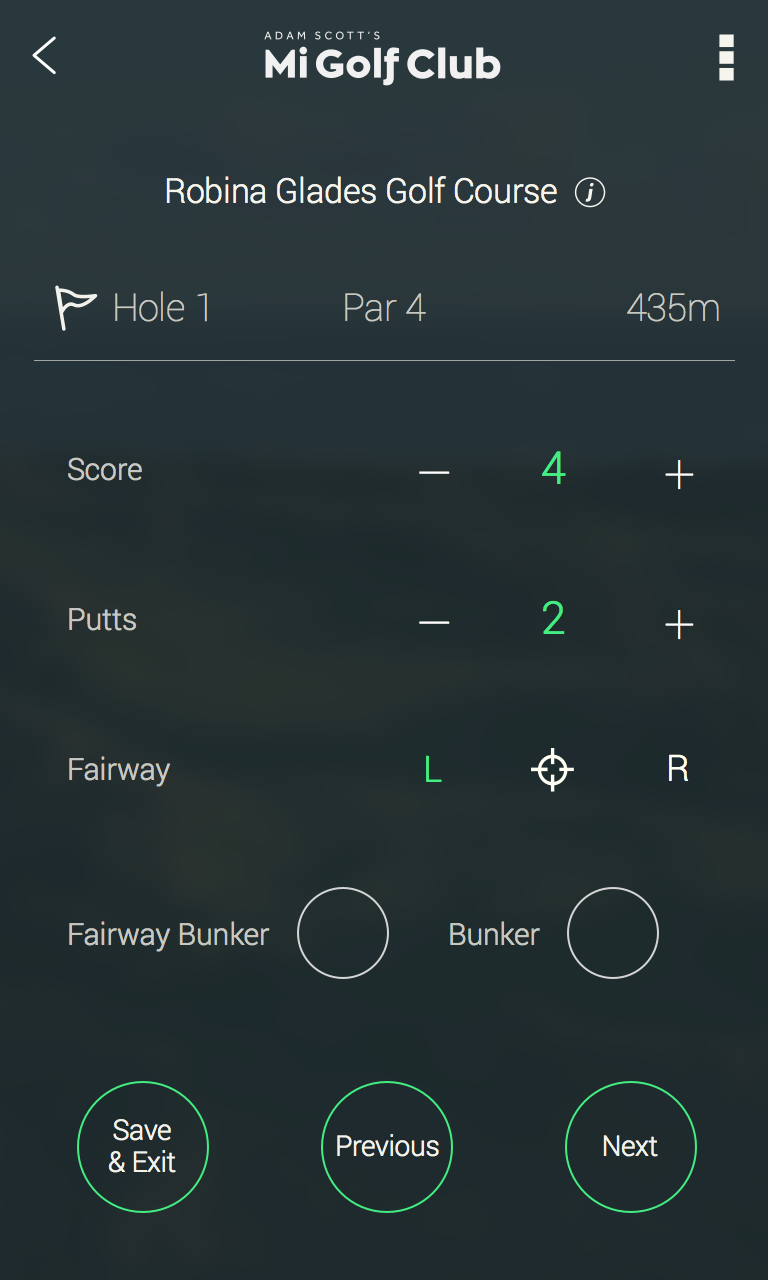 ADAM SCOTT'S
Mi Golf Club
Robina Glades Golf Course i
Hole 1 Par 4 435m
Score — 4 +
Putts — 2 +
Fairway L R
Fairway Bunker Bunker
Save
& Exit
Previous
Next